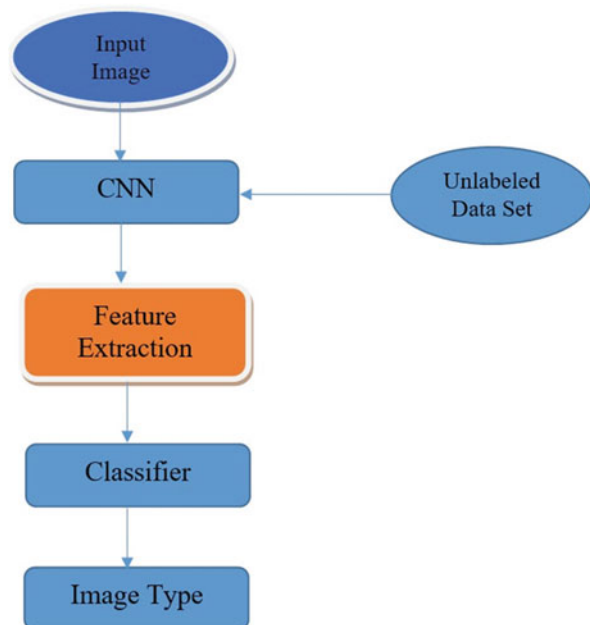 Input
Image
CNN
Unlabeled
Data Set
Feature
Extraction
Classifier
Image Type